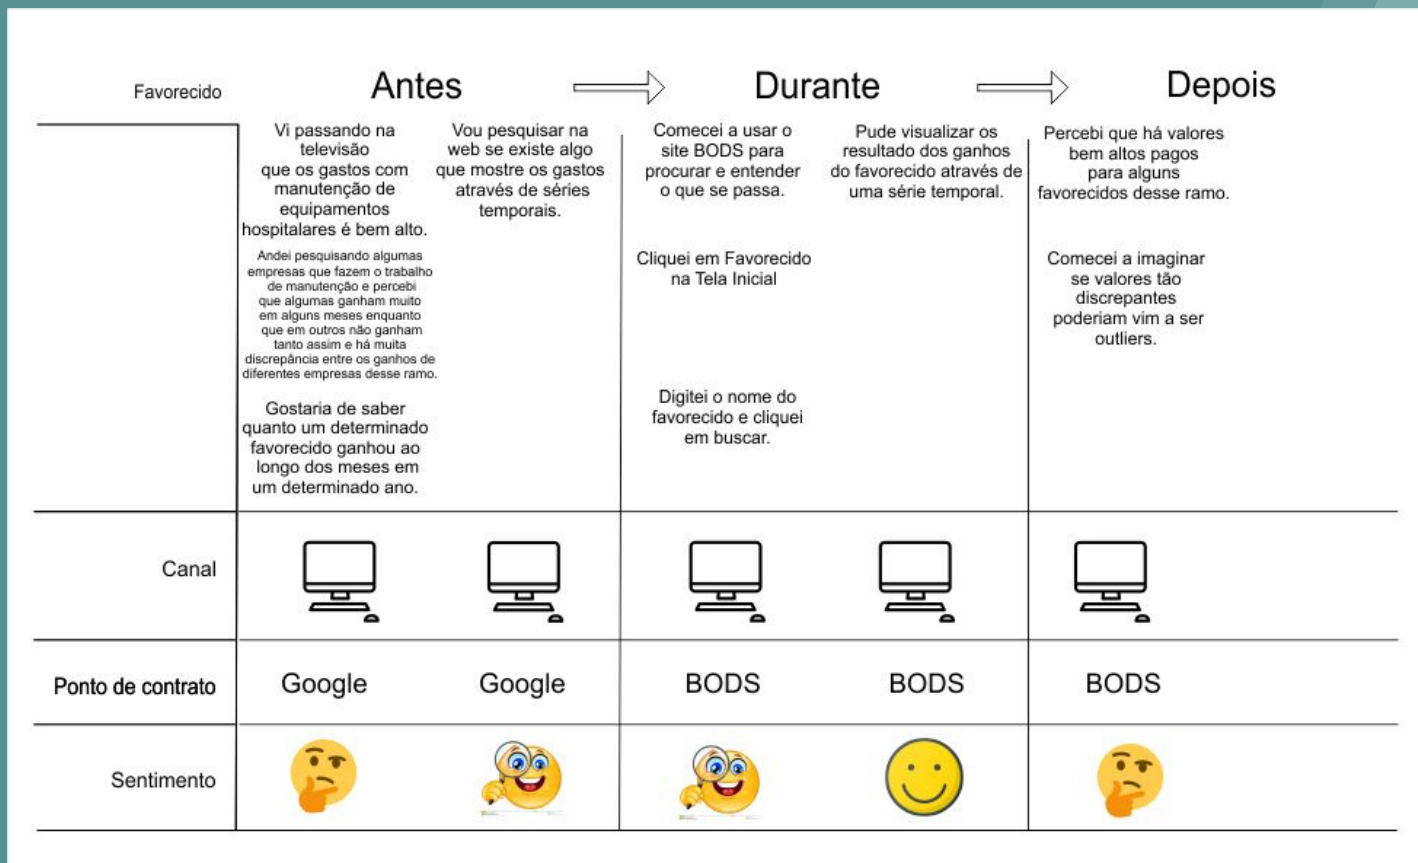 Favorecido
Antes
Durante
Depois
Vi passando na
televisão
que os gastos com
manutenção de
equipamentos
hospitalares é bem alto.
Andei pesquisando algumas
empresas que fazem o trabalho
de manutenção e percebi
que algumas ganham muito
em alguns meses enquanto
que em outros não ganham
tanto assim e há muita
discrepância entre os ganhos de
diferentes empresas desse ramo.
Gostaria de saber
quanto um determinado
favorecido ganhou ao
longo dos meses em
um determinado ano.
Vou pesquisar na
web se existe algo
que mostre os gastos
através de séries
temporais.
Comecei a usar o
site BODS para
procurar e entender
o que se passa.
Cliquei em Favorecido
na Tela Inicial
Digitei o nome do
favorecido e cliquei
em buscar.
Pude visualizar os
resultado dos ganhos
do favorecido através de
uma série temporal.
Percebi que há valores
bem altos pagos
para alguns
favorecidos desse ramo.
Comecei a imaginar
se valores tão
discrepantes
poderiam vim a ser
outliers.
Canal
Ponto de contrato
Google
Google
BODS
BODS
BODS
Sentimento